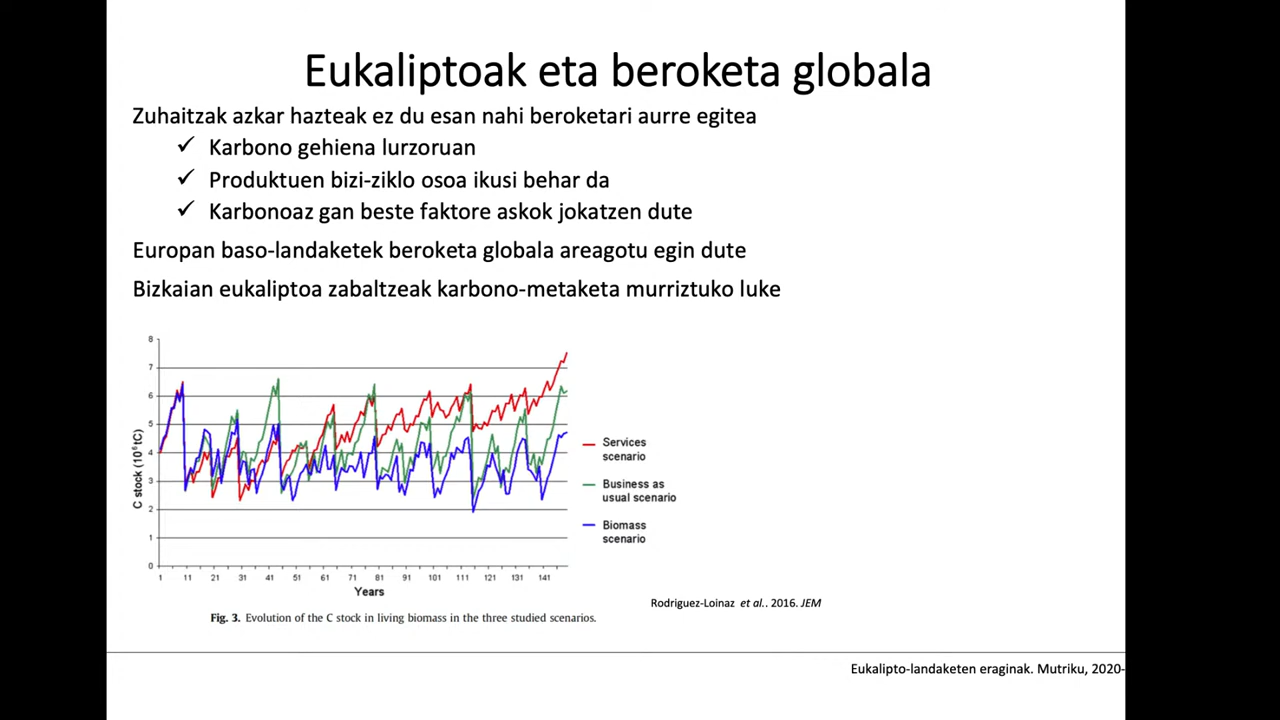 Eukaliptoak eta beroketa globala
Zuhaitzak azkar hazteak ez du esan nahi beroketari aurre egitea
✓ Karbono gehiena lurzoruan
✓ Produktuen bizi-ziklo osoa ikusi behar da
✓ Karbonoaz gan beste faktore askok jokatzen dute
Europan baso-landaketek beroketa globala areagotu egin dute
Bizkaian eukaliptoa zabaltzeak karbono-metaketa murriztuko luke
8
7
6
5
4
3
2
1
0
C stock (10⁶ tC)
1 11 21 31 41 51 61 71 81 91 101 111 121 131 141
Years
Services
scenario
Business as
usual scenario
Biomass
scenario
Rodriguez-Loinaz et al.. 2016. JEM
Fig. 3. Evolution of the C stock in living biomass in the three studied scenarios.
Eukalipto-landaketen eraginak. Mutriku, 2020-